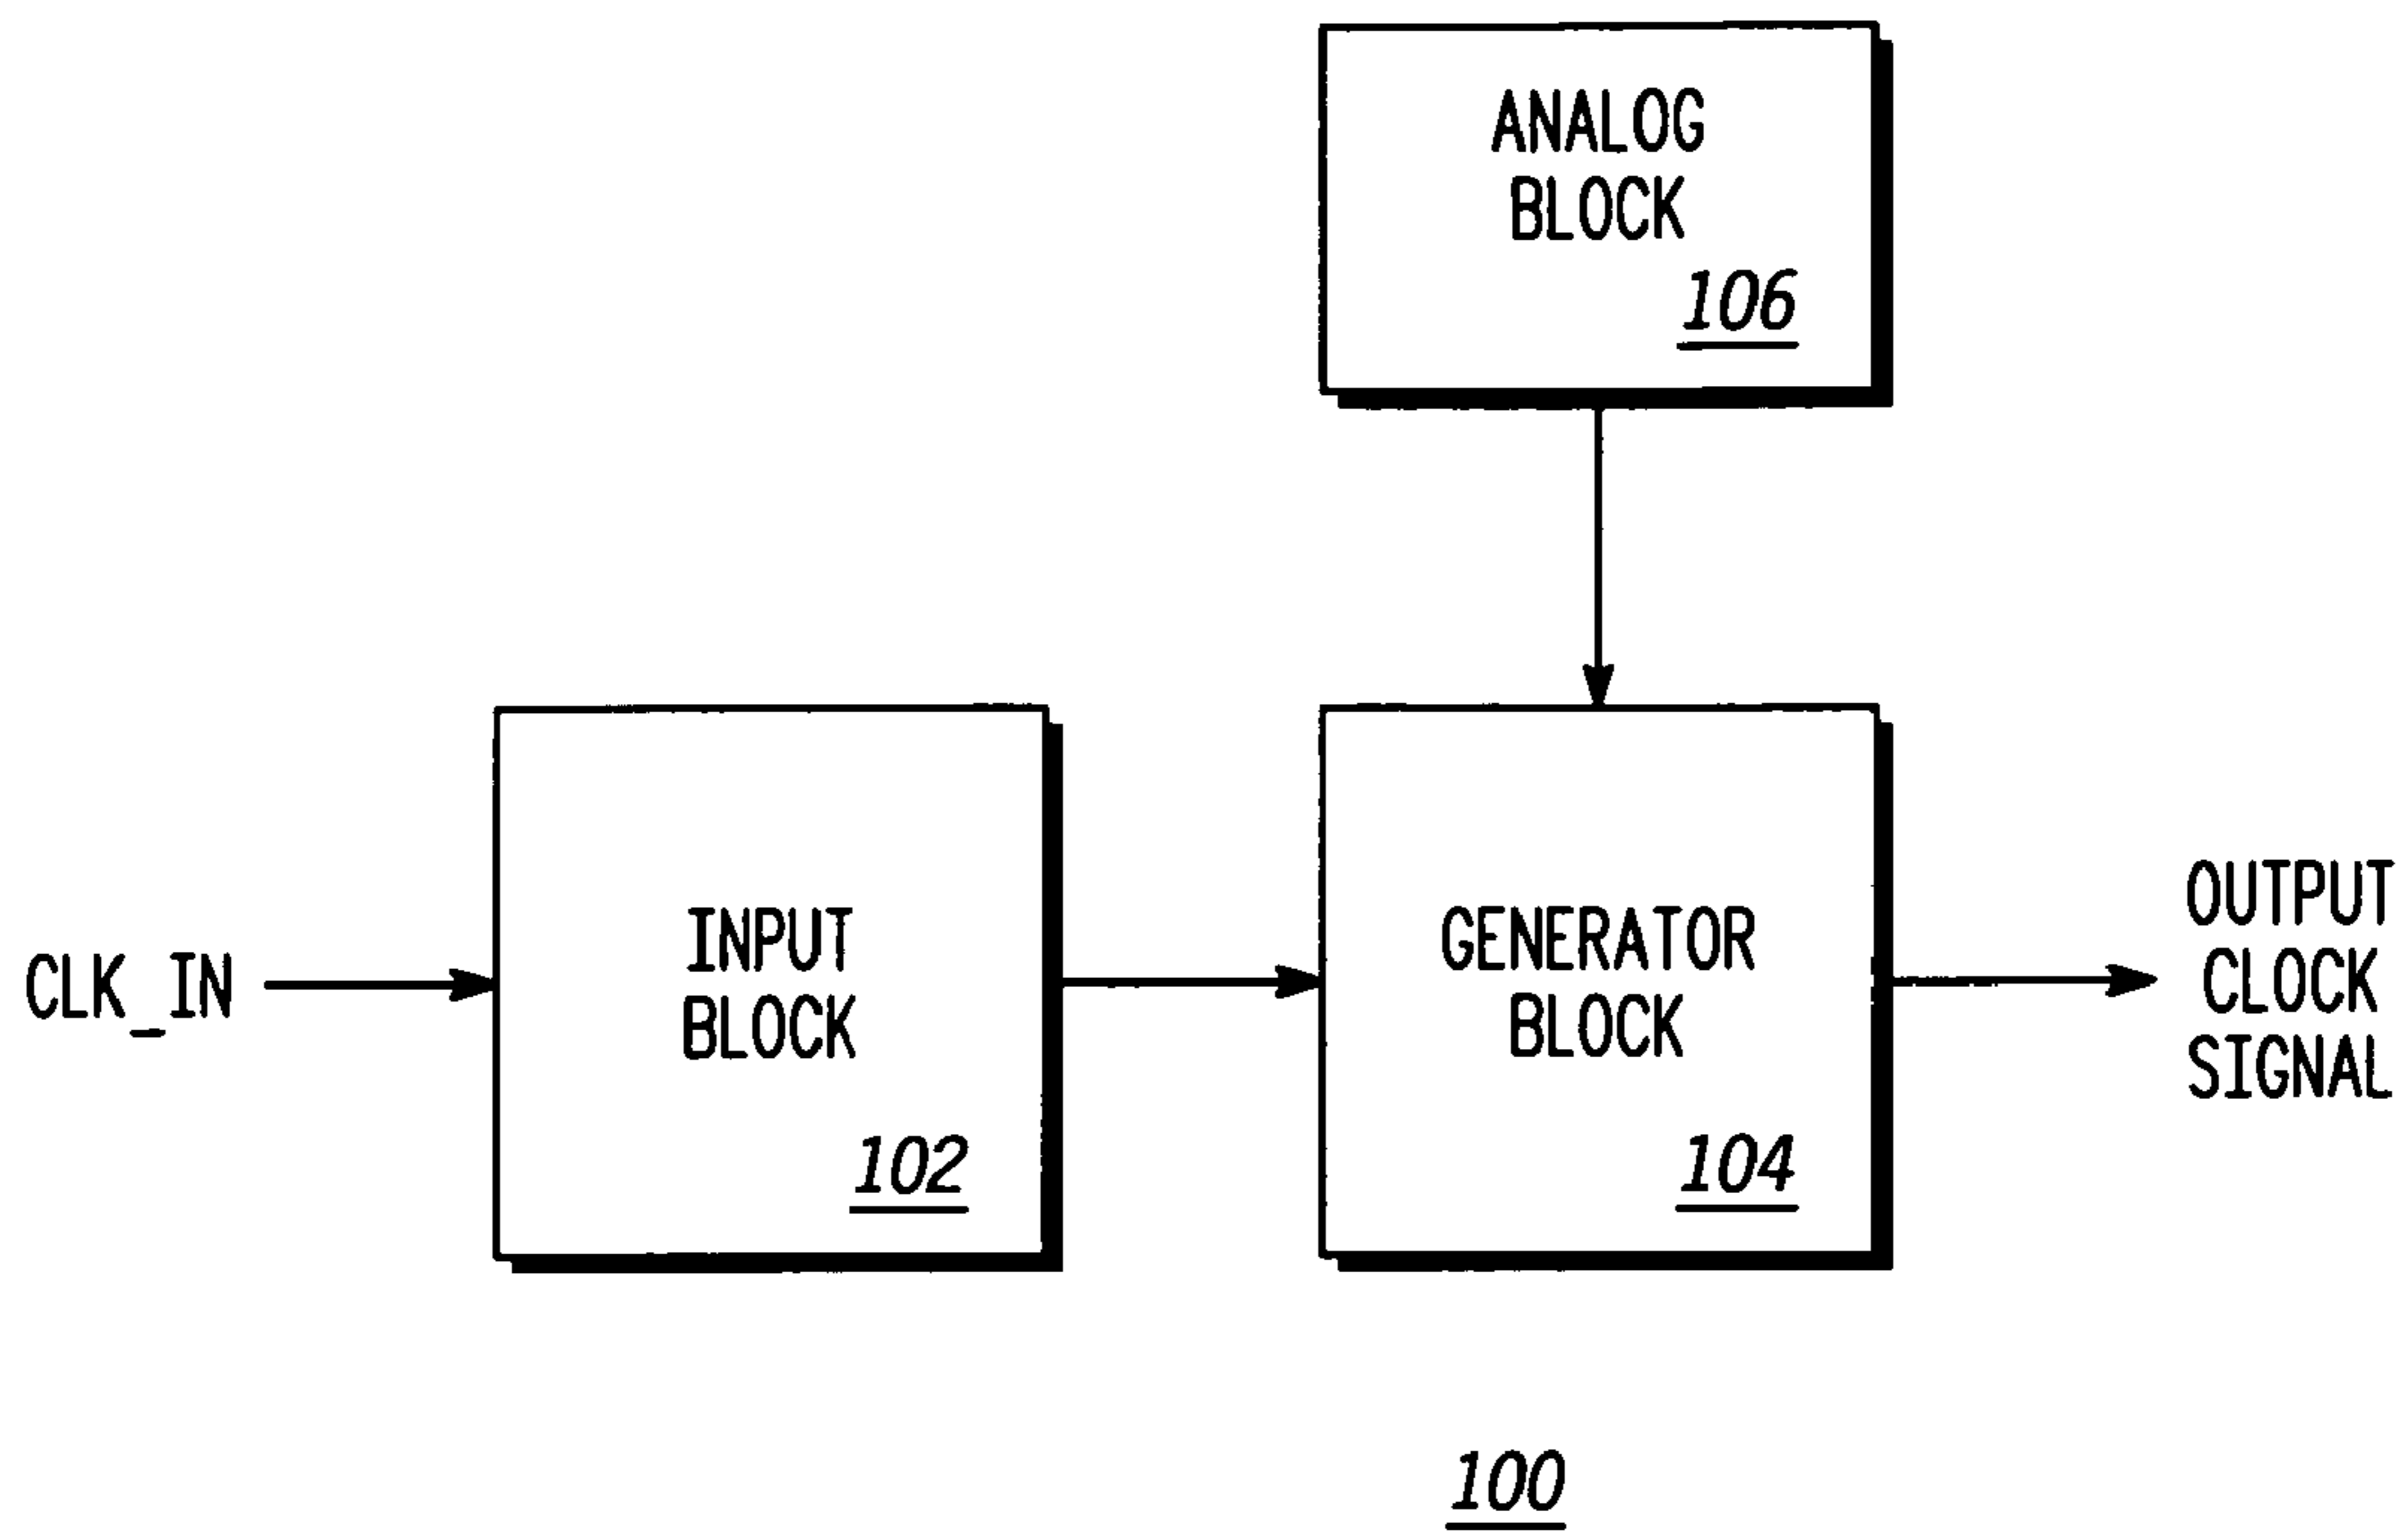 ANALOG
BLOCK
106
CLK_IN
INPUT
BLOCK
102
GENERATOR
BLOCK
104
OUTPUT
CLOCK
SIGNAL
100